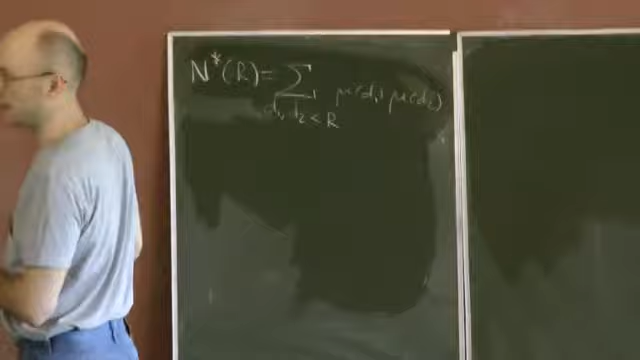 N*(R) = ∑ μ(d₁) μ(d₂)
d₁, d₂ < R